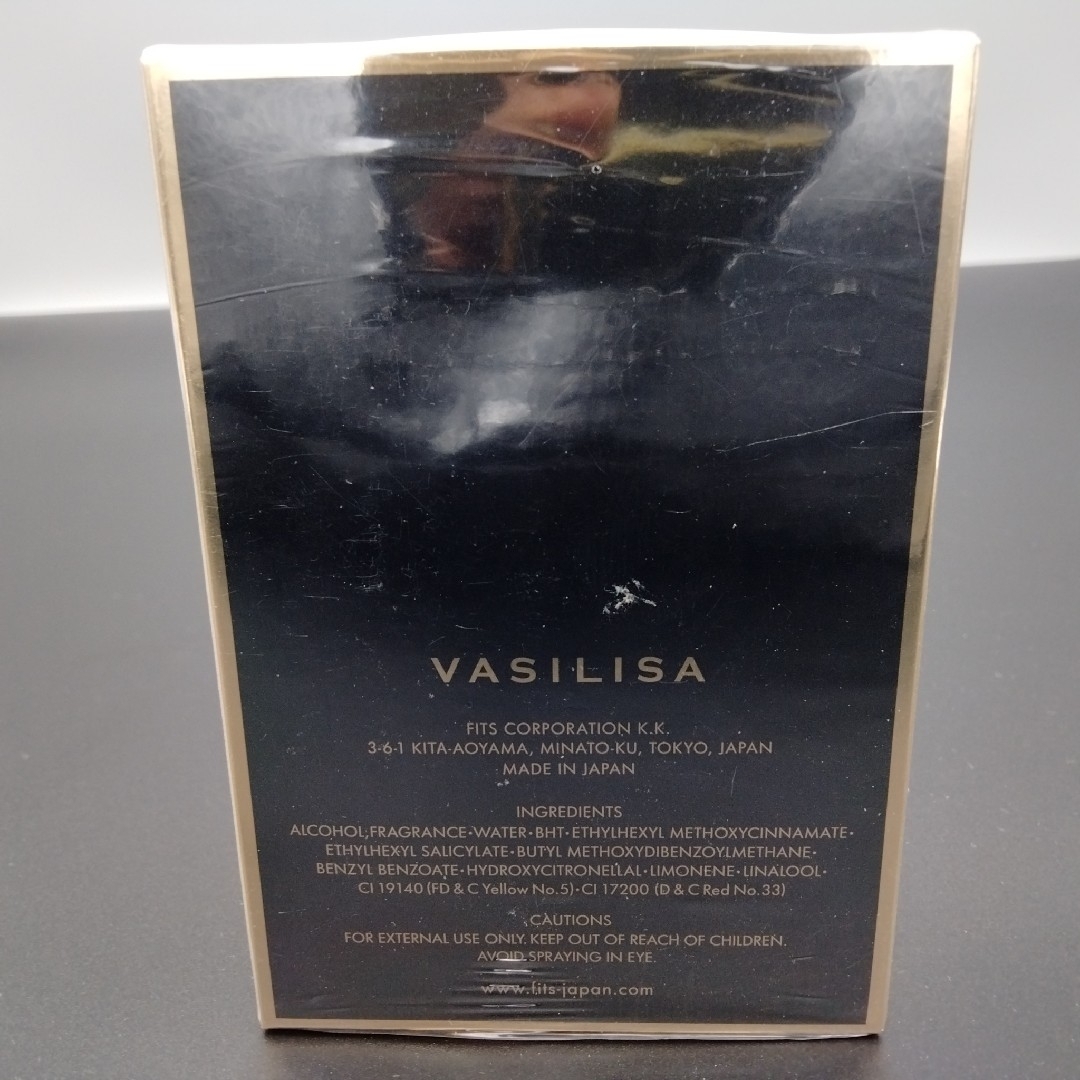 VASILISA
FITS CORPORATION K.K.
3-6-1 KITA-AOYAMA, MINATO-KU, TOKYO, JAPAN
MADE IN JAPAN
INGREDIENTS
ALCOHOL,FRAGRANCE・WATER・BHT・ETHYLHEXYL METHOXYCINNAMATE・
ETHYLHEXYL SALICYLATE・BUTYL METHOXYDIBENZOYLMETHANE・
BENZYL BENZOATE・HYDROXYCITRONELLAL・LIMONENE・LINALOOL・
CI 19140 (FD & C Yellow No.5)・CI 17200 (D & C Red No.33)
CAUTIONS
FOR EXTERNAL USE ONLY. KEEP OUT OF REACH OF CHILDREN.
AVOID SPRAYING IN EYE.
www.fits-japan.com